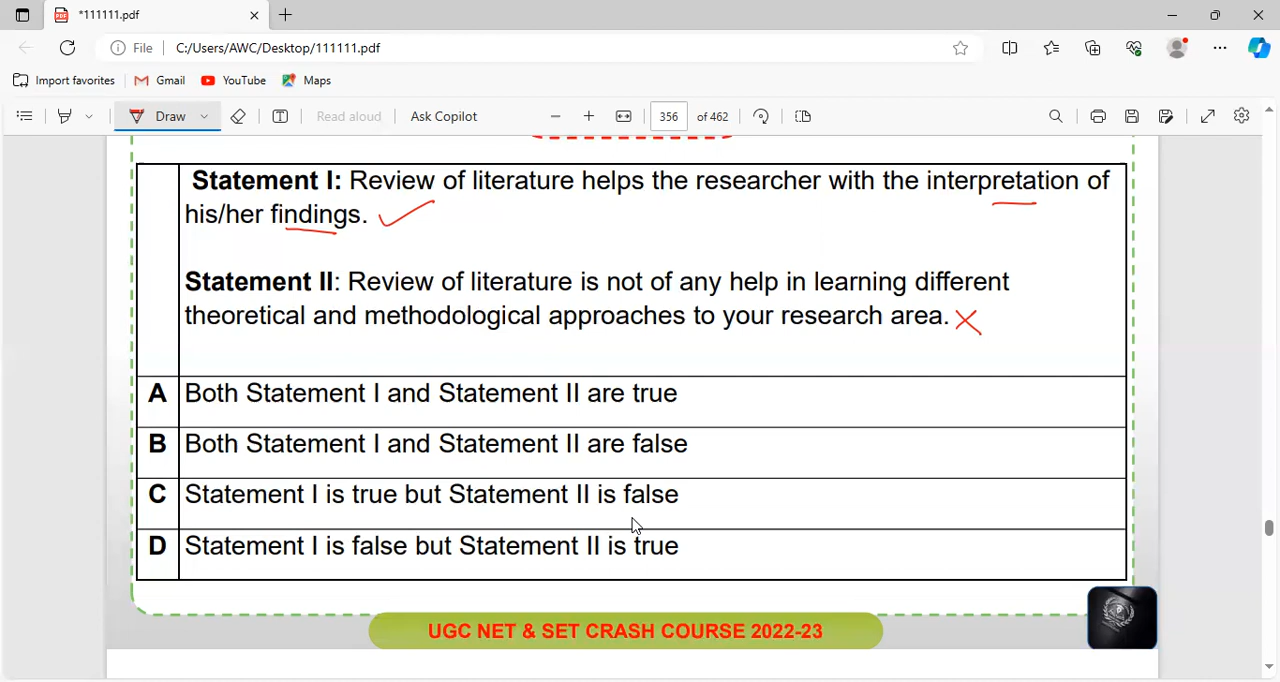 *111111.pdf
File C:/Users/AWC/Desktop/111111.pdf
Import favorites Gmail YouTube Maps
Draw Read aloud Ask Copilot 356 of 462
Statement I: Review of literature helps the researcher with the interpretation of
his/her findings.
Statement II: Review of literature is not of any help in learning different
theoretical and methodological approaches to your research area.
A Both Statement I and Statement II are true
B Both Statement I and Statement II are false
C Statement I is true but Statement II is false
D Statement I is false but Statement II is true
UGC NET & SET CRASH COURSE 2022-23